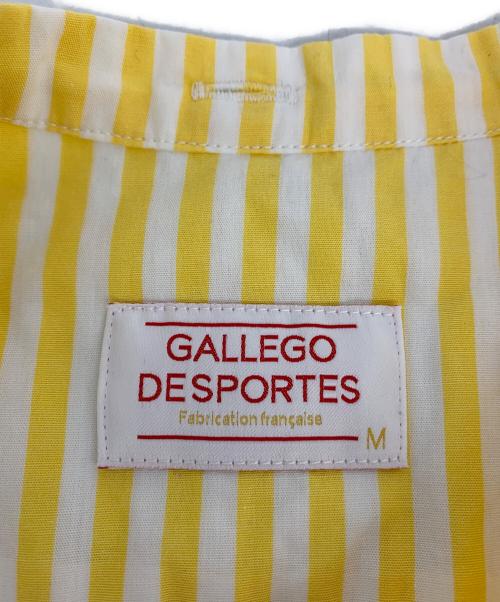 GALLEGO
DESPORTES
Fabrication française
M